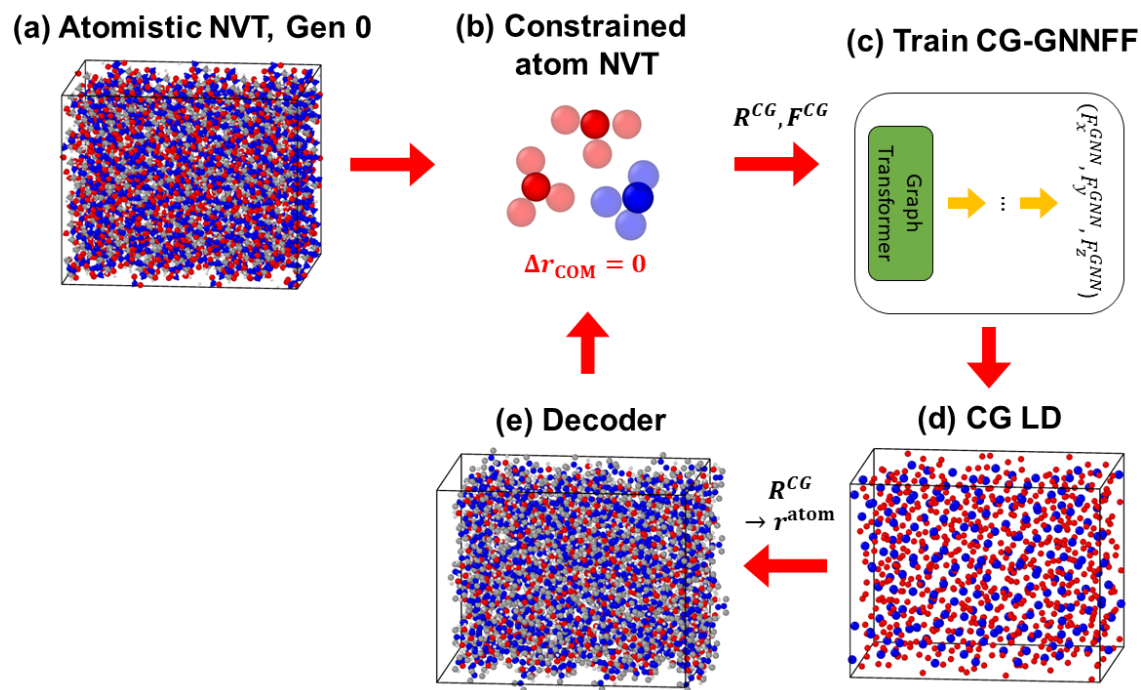 (a) Atomistic NVT, Gen 0
(b) Constrained
atom NVT
Δr_COM = 0
R^CG, F^CG
(c) Train CG-GNNFF
Graph
Transformer
...
(F_x^GNN, F_y^GNN, F_z^GNN)
(d) CG LD
R^CG
→ r^atom
(e) Decoder